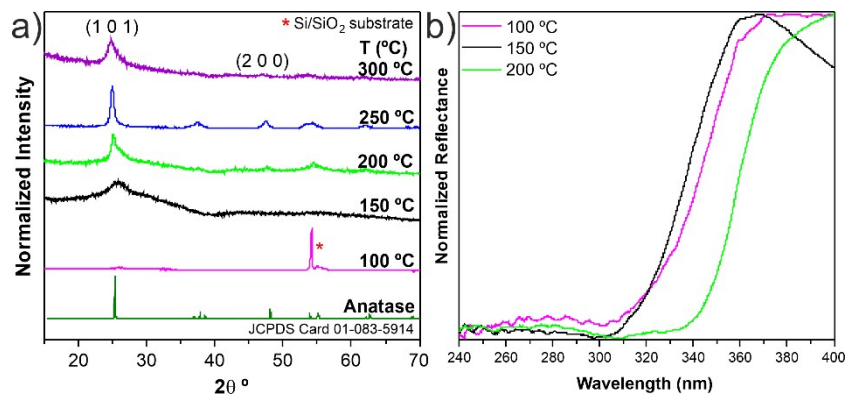 a)
(1 0 1)
* Si/SiO₂ substrate
(2 0 0)
T (ºC)
300 ºC
250 ºC
200 ºC
150 ºC
100 ºC
*
Anatase
JCPDS Card 01-083-5914
Normalized Intensity
20 30 40 50 60 70
2θ º
b)
100 ºC
150 ºC
200 ºC
Normalized Reflectance
240 260 280 300 320 340 360 380 400
Wavelength (nm)